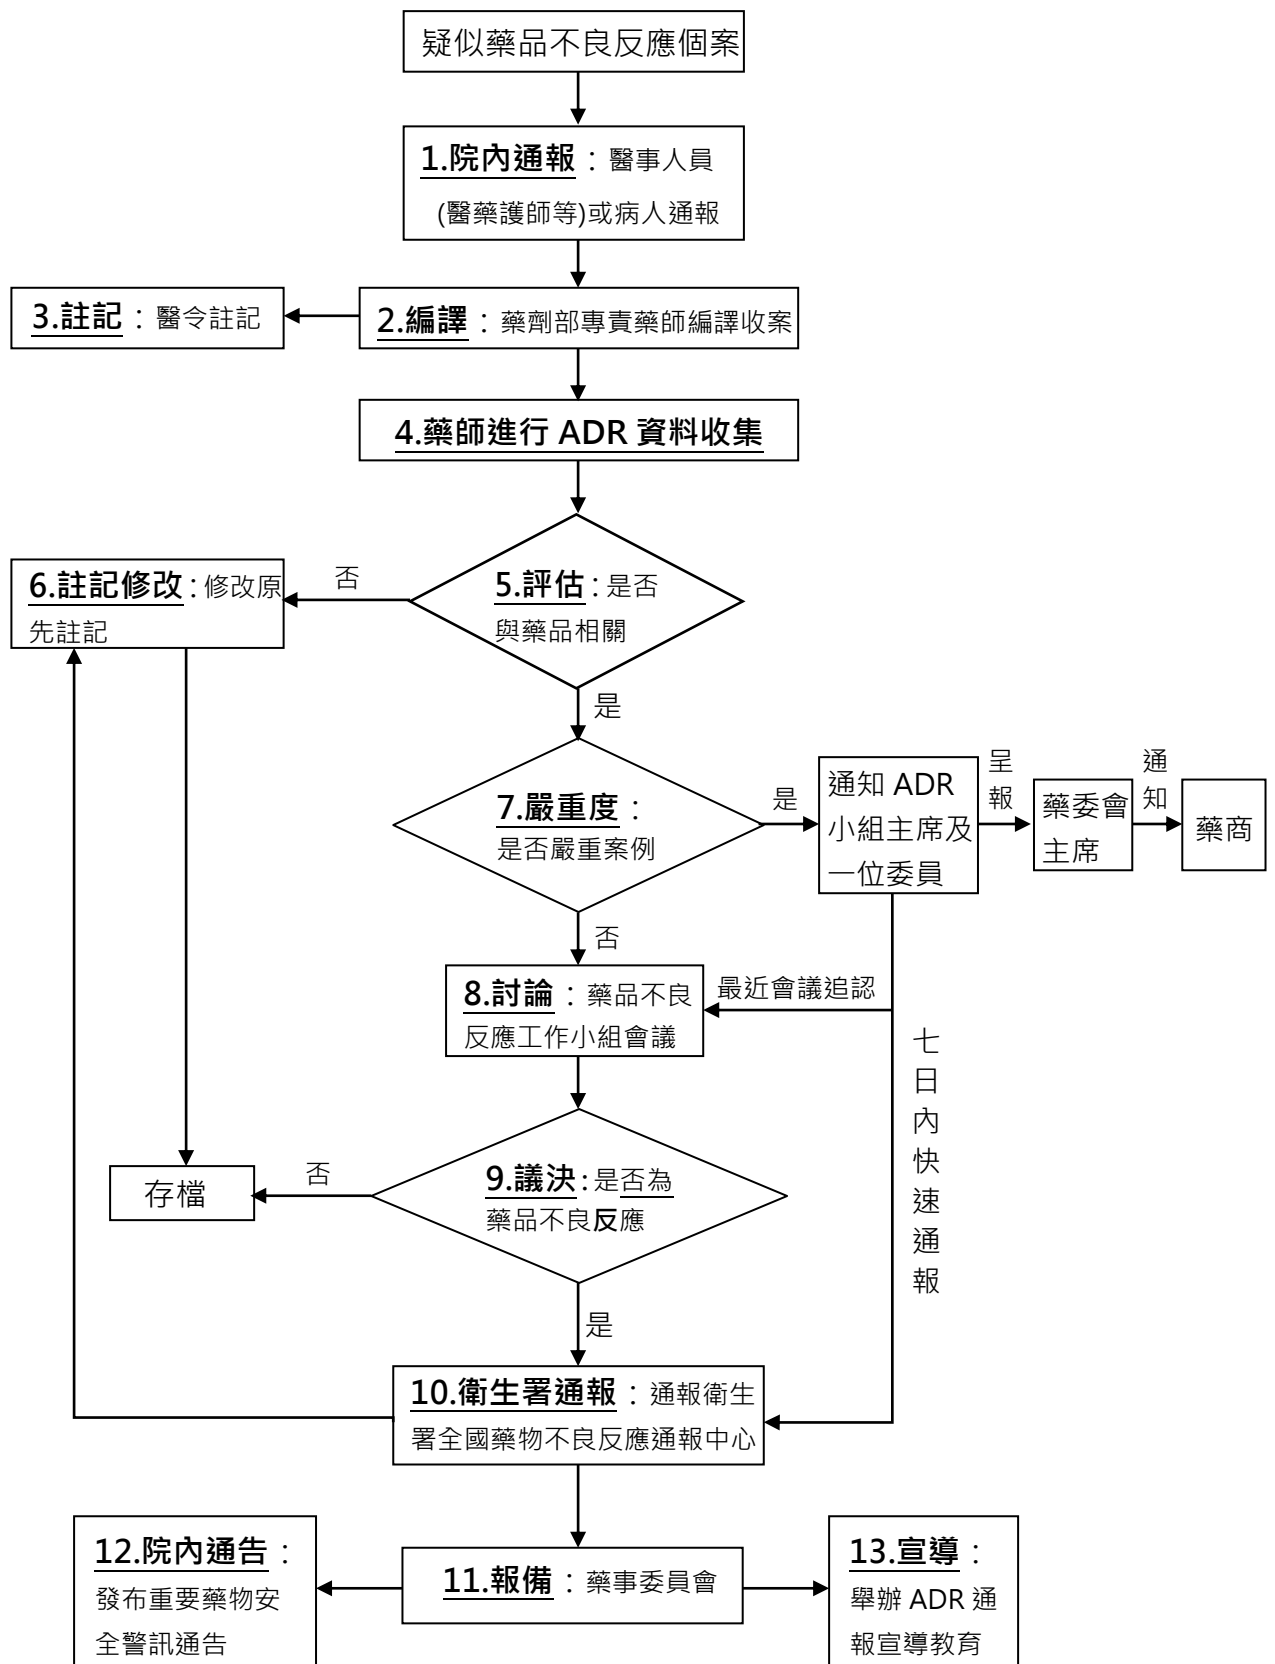 疑似藥品不良反應個案
1.院內通報：醫事人員
(醫藥護師等)或病人通報
3.註記：醫令註記
2.編譯：藥劑部專責藥師編譯收案
4.藥師進行 ADR 資料收集
6.註記修改:修改原
先註記
否
5.評估:是否
與藥品相關
是
7.嚴重度：
是否嚴重案例
是
通知 ADR
小組主席及
一位委員
呈
報
藥委會
主席
通
知
藥商
否
8.討論：藥品不良
反應工作小組會議
最近會議追認
七
日
內
快
速
通
報
存檔
否
9.議決:是否為
藥品不良反應
是
10.衛生署通報：通報衛生
署全國藥物不良反應通報中心
12.院內通告：
發布重要藥物安
全警訊通告
11.報備：藥事委員會
13.宣導：
舉辦 ADR 通
報宣導教育